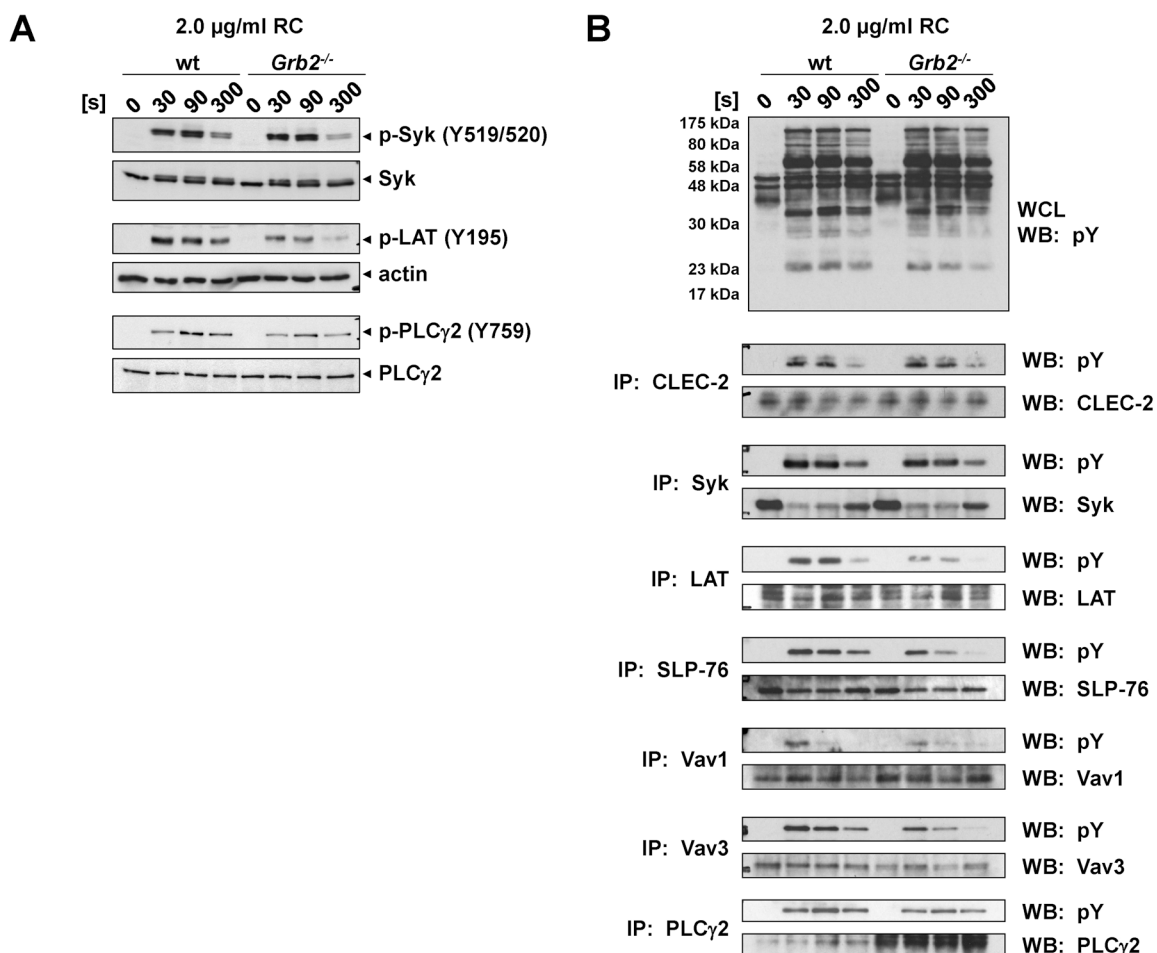 A
2.0 µg/ml RC
wt Grb2-/-
[s] 0 30 90 300 0 30 90 300
p-Syk (Y519/520)
Syk
p-LAT (Y195)
actin
p-PLCγ2 (Y759)
PLCγ2
B
2.0 µg/ml RC
wt Grb2-/-
[s] 0 30 90 300 0 30 90 300
175 kDa
80 kDa
58 kDa
48 kDa
30 kDa
23 kDa
17 kDa
WCL
WB: pY
IP: CLEC-2
WB: pY
WB: CLEC-2
IP: Syk
WB: pY
WB: Syk
IP: LAT
WB: pY
WB: LAT
IP: SLP-76
WB: pY
WB: SLP-76
IP: Vav1
WB: pY
WB: Vav1
IP: Vav3
WB: pY
WB: Vav3
IP: PLCγ2
WB: pY
WB: PLCγ2